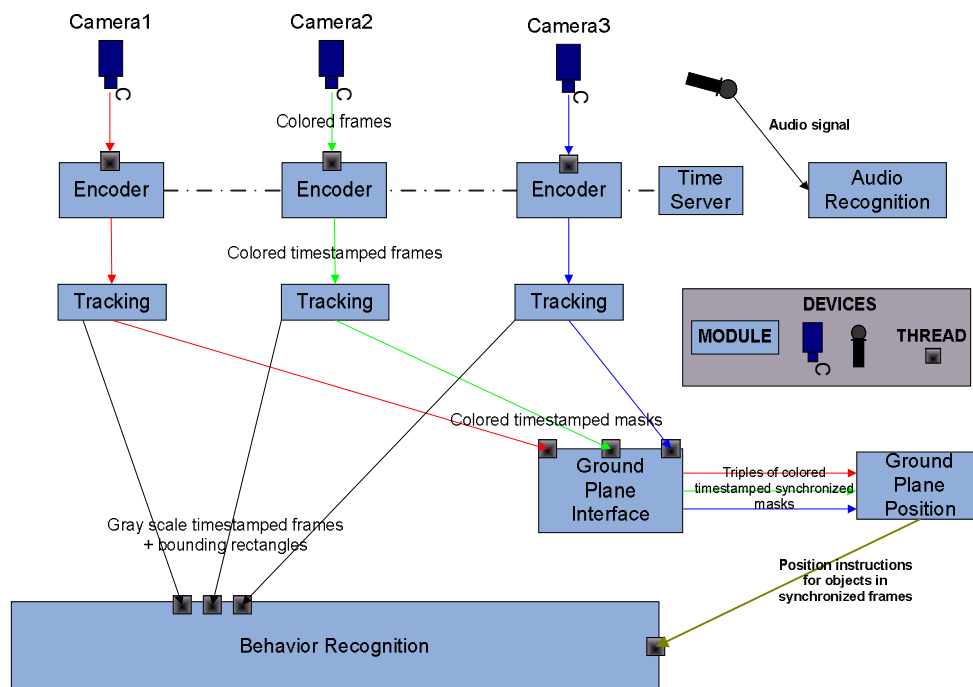 Camera1
Camera2
Camera3
C
C
C
Colored frames
Audio signal
Encoder
Encoder
Encoder
Time
Server
Audio
Recognition
Colored timestamped frames
Tracking
Tracking
Tracking
DEVICES
MODULE
THREAD
C
Colored timestamped masks
Ground
Plane
Interface
Triples of colored
timestamped synchronized
masks
Ground
Plane
Position
Gray scale timestamped frames
+ bounding rectangles
Position instructions
for objects in
synchronized frames
Behavior Recognition